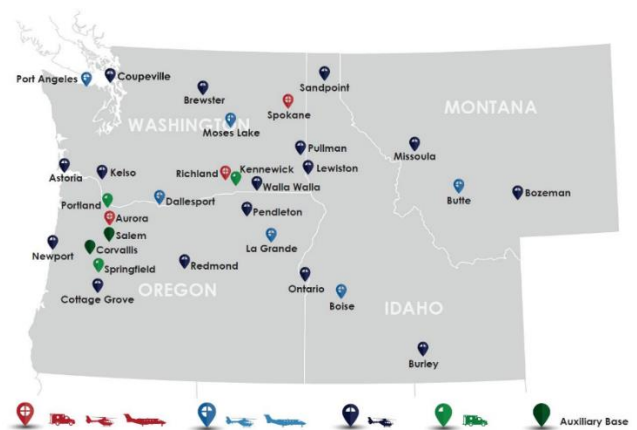 Port Angeles
Coupeville
Sandpoint
Brewster
Spokane
MONTANA
WASHINGTON
Moses Lake
Pullman
Missoula
Astoria
Kelso
Richland
Kennewick
Lewiston
Walla Walla
Butte
Bozeman
Portland
Dallesport
Pendleton
Aurora
Salem
La Grande
Newport
Corvallis
Springfield
Redmond
Ontario
Cottage Grove
OREGON
Boise
IDAHO
Burley
Auxiliary Base